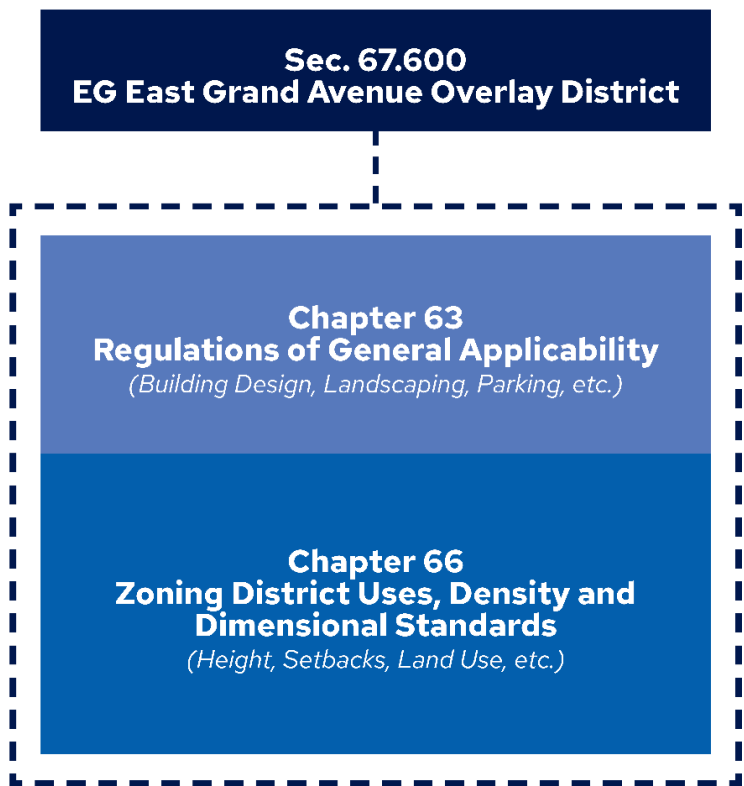 Sec. 67.600
EG East Grand Avenue Overlay District
Chapter 63
Regulations of General Applicability
(Building Design, Landscaping, Parking, etc.)
Chapter 66
Zoning District Uses, Density and
Dimensional Standards
(Height, Setbacks, Land Use, etc.)